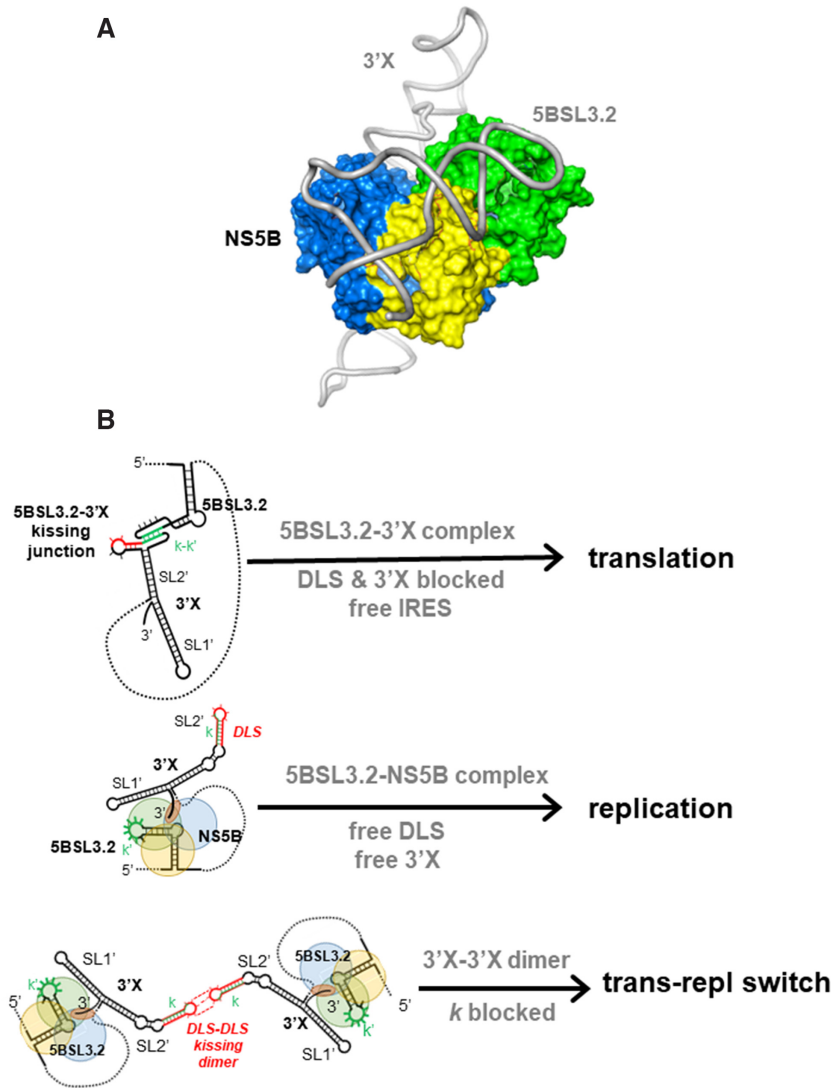 A
3'X
5BSL3.2
NS5B
B
5'
5BSL3.2
5BSL3.2-3'X
kissing
junction
k-k'
SL2'
3'X
3'
SL1'
5BSL3.2-3'X complex
DLS & 3'X blocked
free IRES
translation
SL2'
k
DLS
3'X
SL1'
3'
NS5B
5BSL3.2
k'
5'
5BSL3.2-NS5B complex
free DLS
free 3'X
replication
SL1'
k'
3'X
3'
5'
5BSL3.2
SL2'
k
k
DLS-DLS
kissing
dimer
SL2'
5BSL3.2
3'
3'X
k'
5'
SL1'
3'X-3'X dimer
k blocked
trans-repl switch